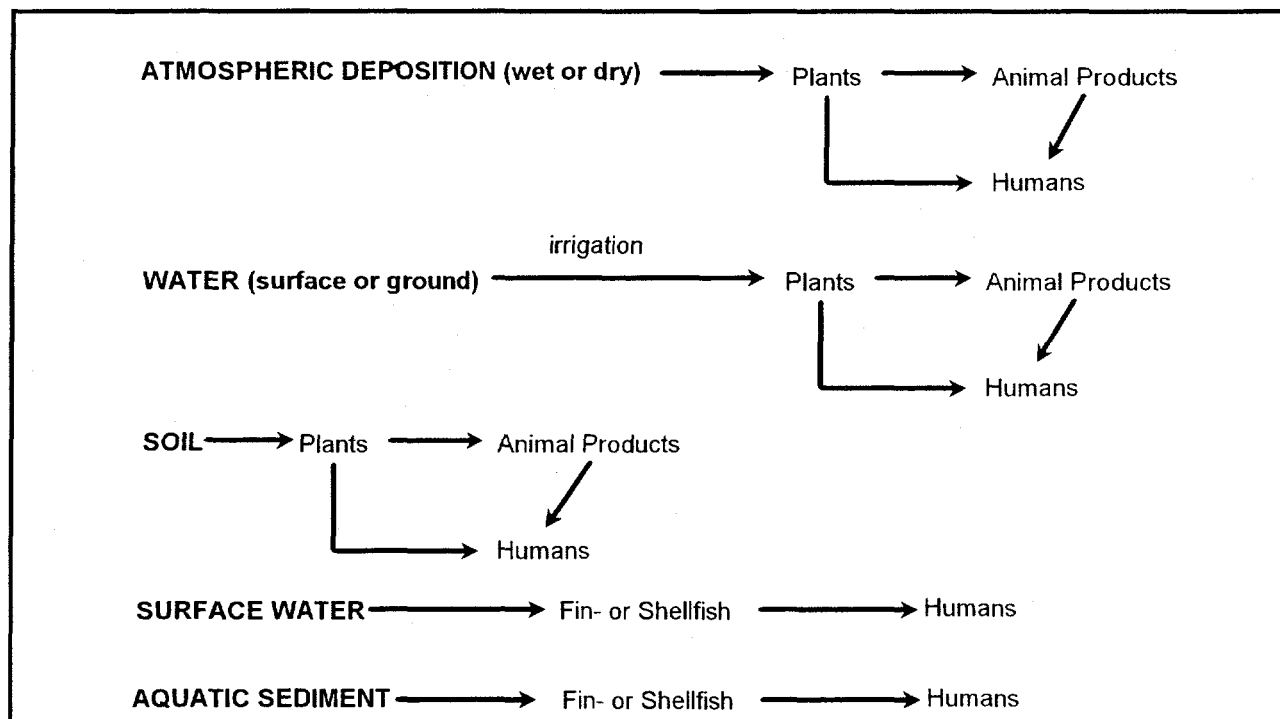 ATMOSPHERIC DEPOSITION (wet or dry) Plants Animal Products
Humans
irrigation
WATER (surface or ground) Plants Animal Products
Humans
SOIL Plants Animal Products
Humans
SURFACE WATER Fin- or Shellfish Humans
AQUATIC SEDIMENT Fin- or Shellfish Humans